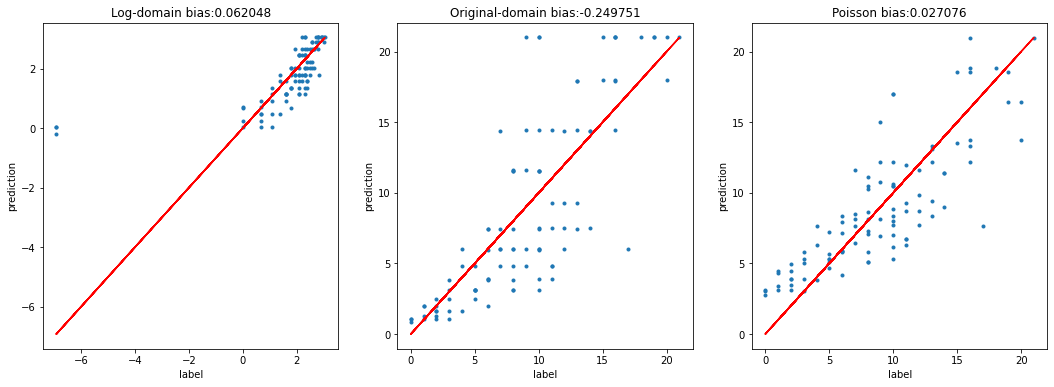 Log-domain bias:0.062048
2
0
−2
−4
−6
prediction
−6 −4 −2 0 2
label
Original-domain bias:-0.249751
20
15
10
5
0
prediction
0 5 10 15 20
label
Poisson bias:0.027076
20
15
10
5
0
prediction
0 5 10 15 20
label